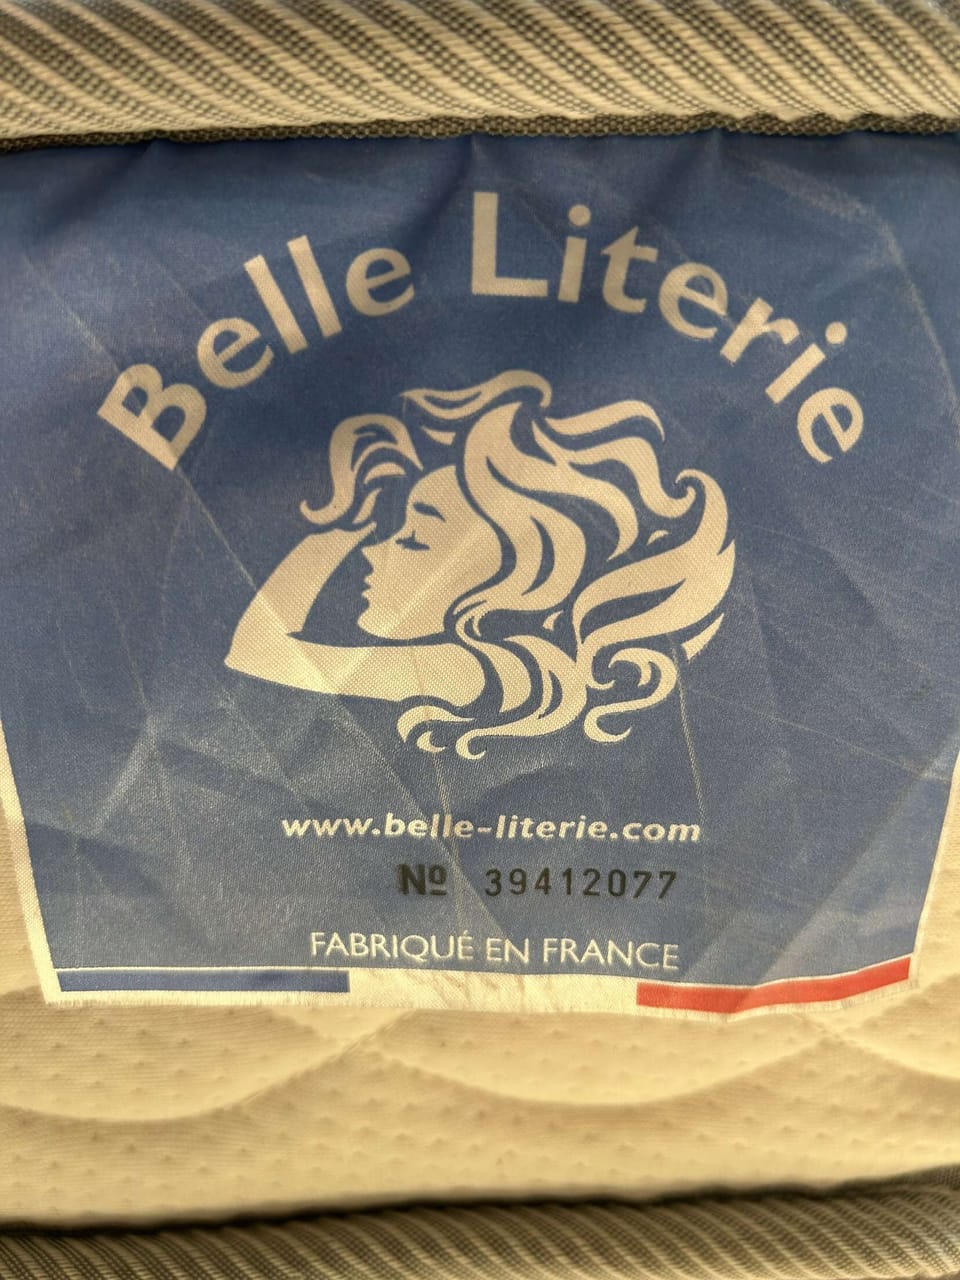 Belle Literie
www.belle-literie.com
Nº 39412077
FABRIQUÉ EN FRANCE